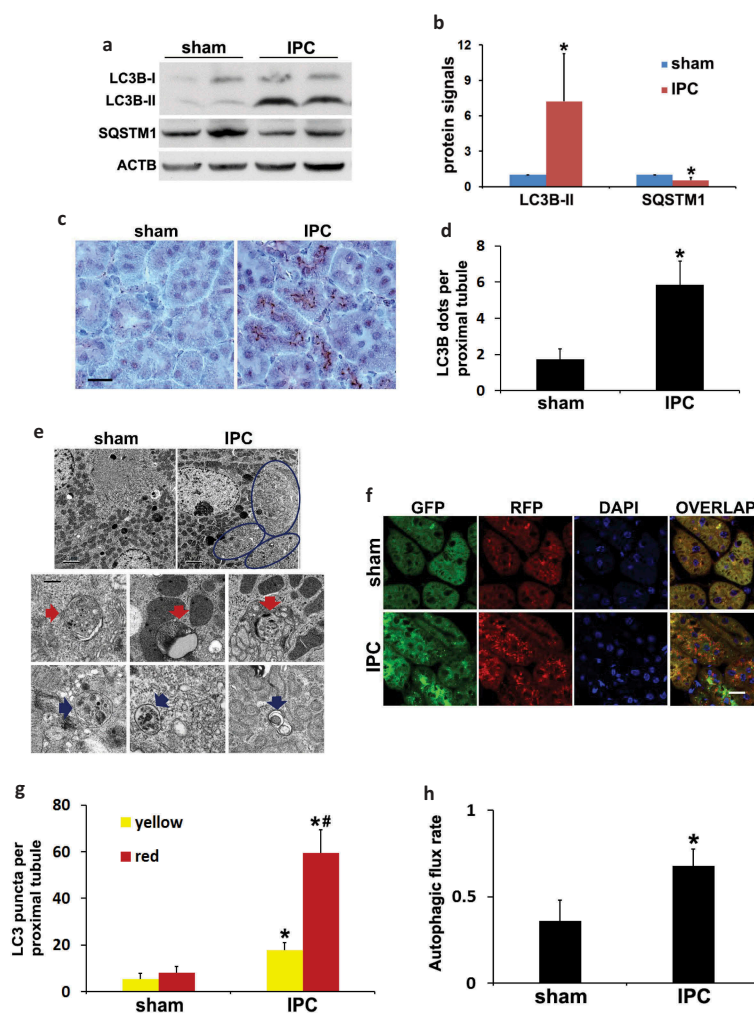 a
sham IPC
LC3B-I
LC3B-II
SQSTM1
ACTB
b
protein signals
12
9
6
3
0
sham
IPC
*
*
LC3B-II SQSTM1
c
sham IPC
d
LC3B dots per
proximal tubule
8
6
4
2
0
*
sham IPC
e
sham IPC
f
GFP RFP DAPI OVERLAP
sham
IPC
g
LC3 puncta per
proximal tubule
80
60
40
20
0
yellow
red
*
*#
sham IPC
h
Autophagic flux rate
1
0.5
0
*
sham IPC